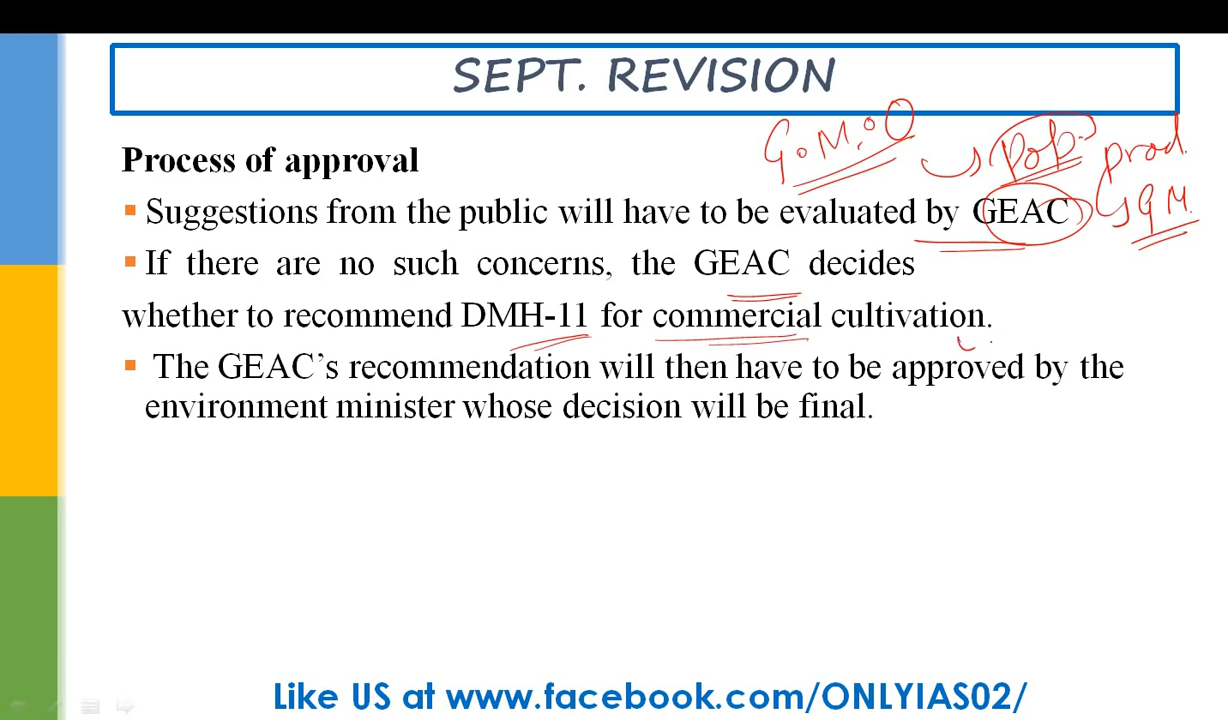 SEPT. REVISION
G.M.O
Pop. prod.
GM.
Process of approval
▪ Suggestions from the public will have to be evaluated by GEAC
▪ If there are no such concerns, the GEAC decides
whether to recommend DMH-11 for commercial cultivation.
▪ The GEAC's recommendation will then have to be approved by the
environment minister whose decision will be final.
Like US at www.facebook.com/ONLYIAS02/